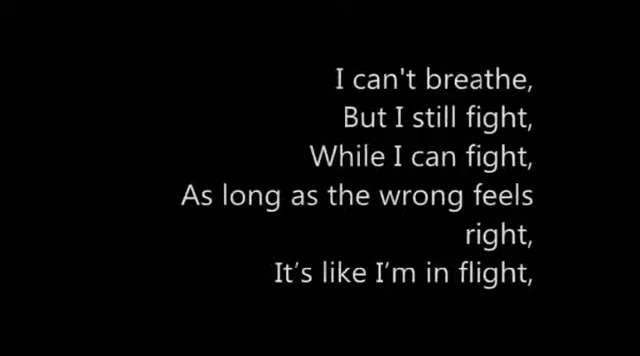 I can't breathe,
But I still fight,
While I can fight,
As long as the wrong feels
right,
It’s like I’m in flight,